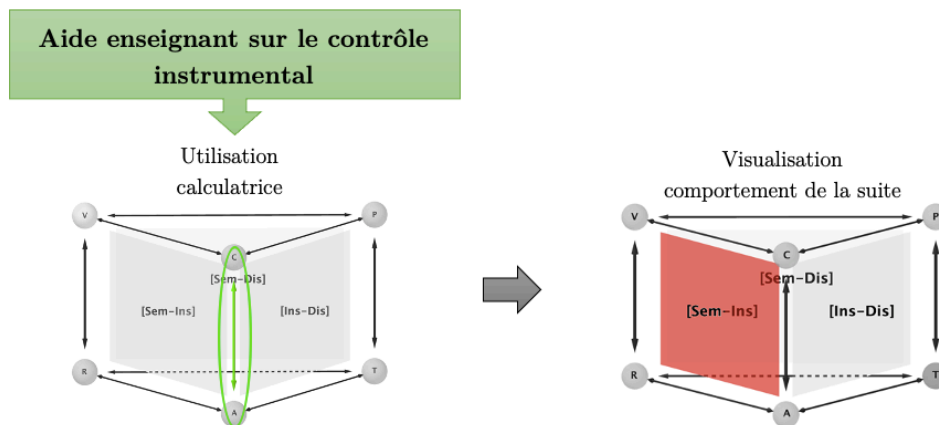 Aide enseignant sur le contrôle
instrumental
Utilisation
calculatrice
V
P
C
[Sem-Dis]
[Sem-Ins]
[Ins-Dis]
R
T
A
Visualisation
comportement de la suite
V
P
C
[Sem-Dis]
[Sem-Ins]
[Ins-Dis]
R
T
A